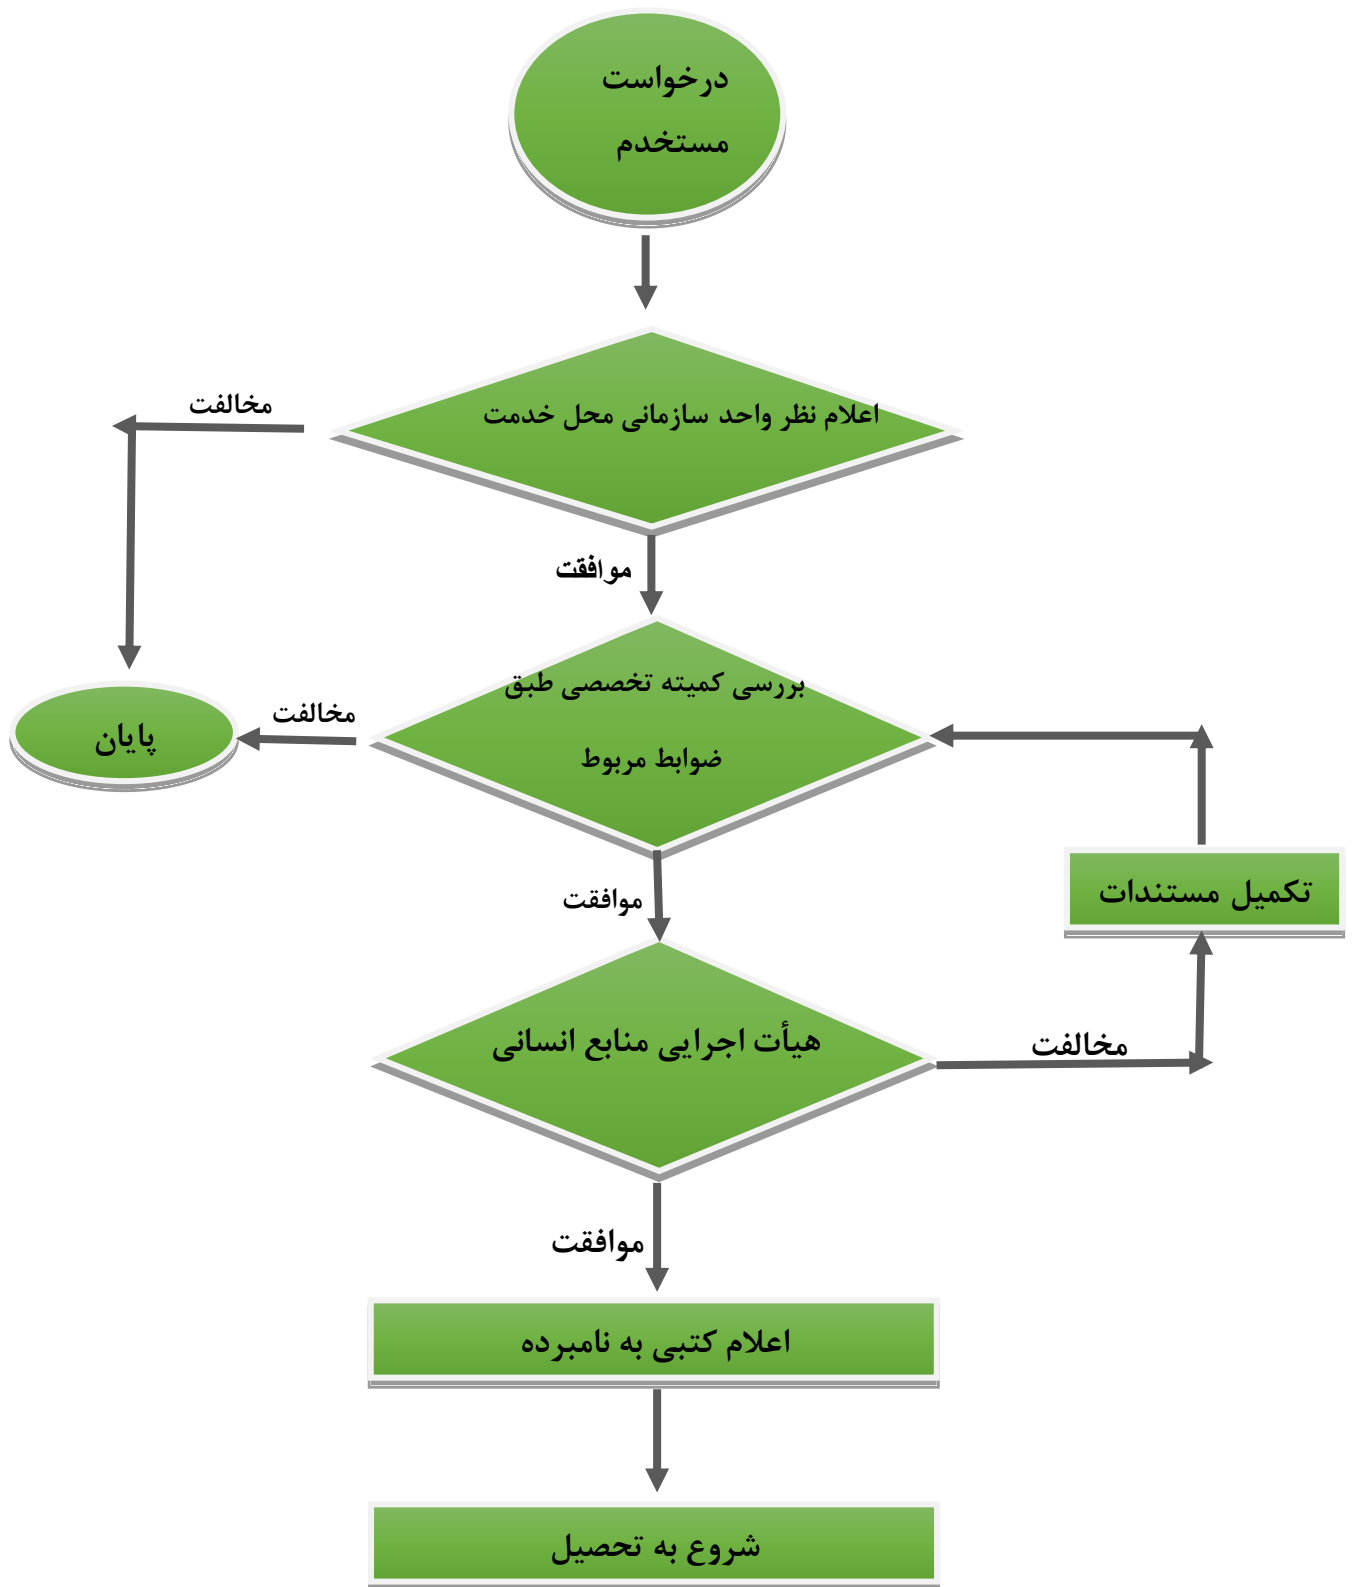 درخواست
مستخدم
اعلام نظر واحد سازمانی محل خدمت
مخالفت
موافقت
بررسی کمیته تخصصی طبق
ضوابط مربوط
مخالفت
پایان
موافقت
تکمیل مستندات
هیأت اجرایی منابع انسانی
مخالفت
موافقت
اعلام کتبی به نامبرده
شروع به تحصیل